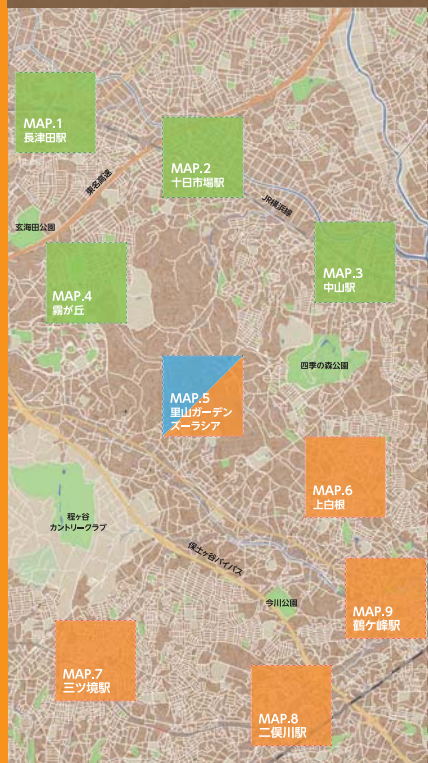 MAP.1
長津田駅
MAP.2
十日市場駅
東名高速
JR横浜線
玄海田公園
MAP.3
中山駅
MAP.4
霧が丘
四季の森公園
MAP.5
里山ガーデン
ズーラシア
MAP.6
上白根
程ヶ谷
カントリークラブ
保土ヶ谷バイパス
今川公園
MAP.9
鶴ケ峰駅
MAP.7
三ツ境駅
MAP.8
二俣川駅